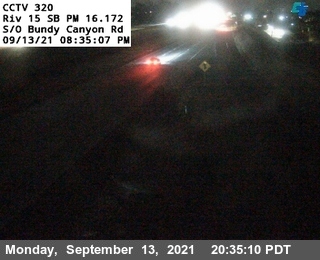 CCTV 320
Riv 15 SB PM 16.172
S/O Bundy Canyon Rd
09/13/21 08:35:07 PM
Monday, September 13, 2021 20:35:10 PDT